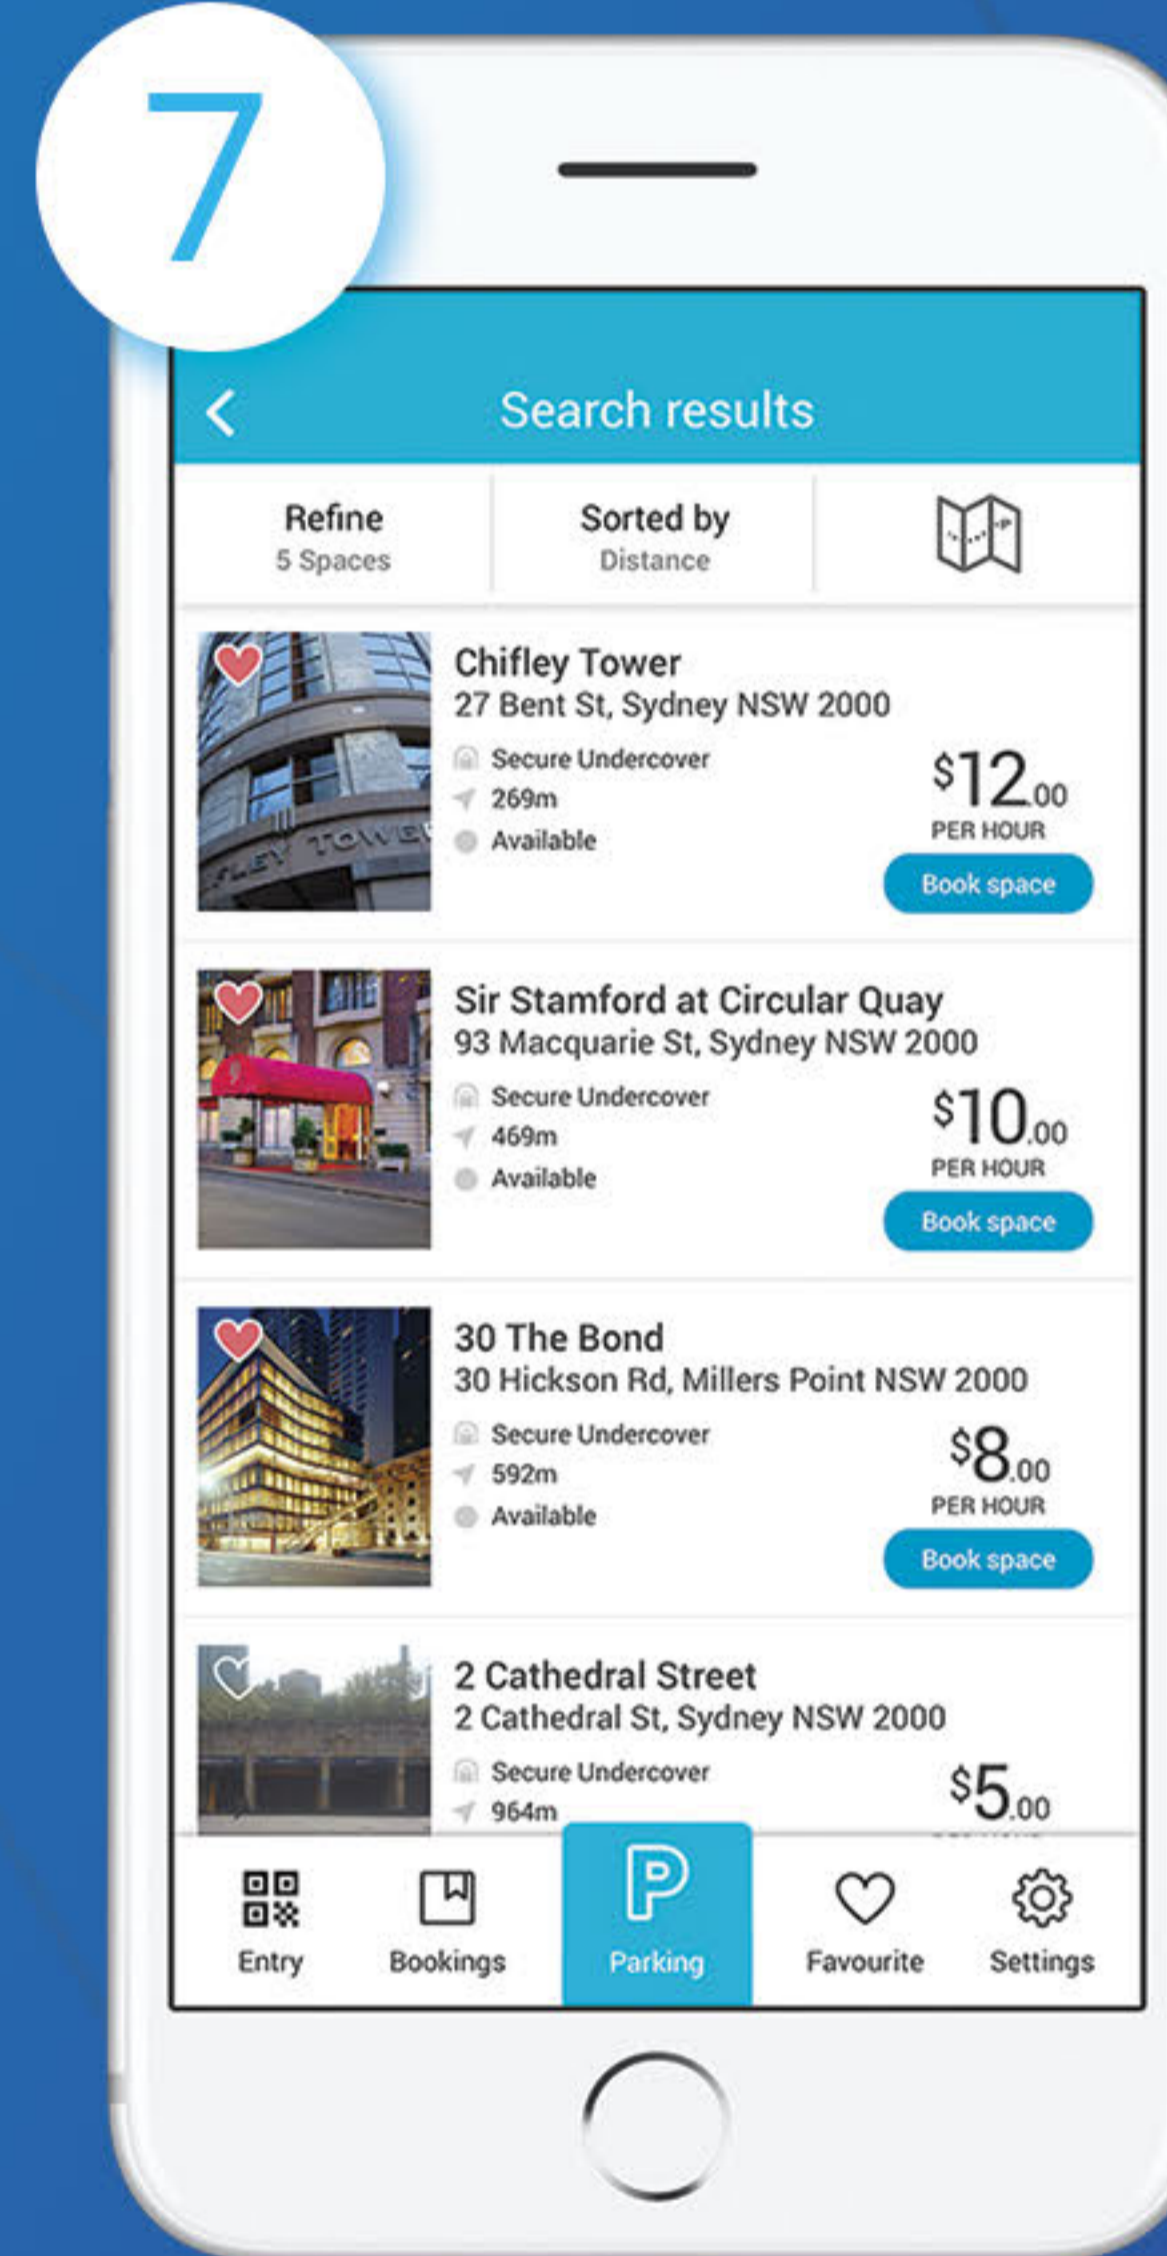 7
Search results
Refine
5 Spaces
Sorted by
Distance
P
CHIFLEY TOWER
Chifley Tower
27 Bent St, Sydney NSW 2000
Secure Undercover
269m
Available
$12.00
PER HOUR
Book space
Sir Stamford at Circular Quay
93 Macquarie St, Sydney NSW 2000
Secure Undercover
469m
Available
$10.00
PER HOUR
Book space
30 The Bond
30 Hickson Rd, Millers Point NSW 2000
Secure Undercover
592m
Available
$8.00
PER HOUR
Book space
2 Cathedral Street
2 Cathedral St, Sydney NSW 2000
Secure Undercover
964m
$5.00
P
Entry
Bookings
Parking
Favourite
Settings